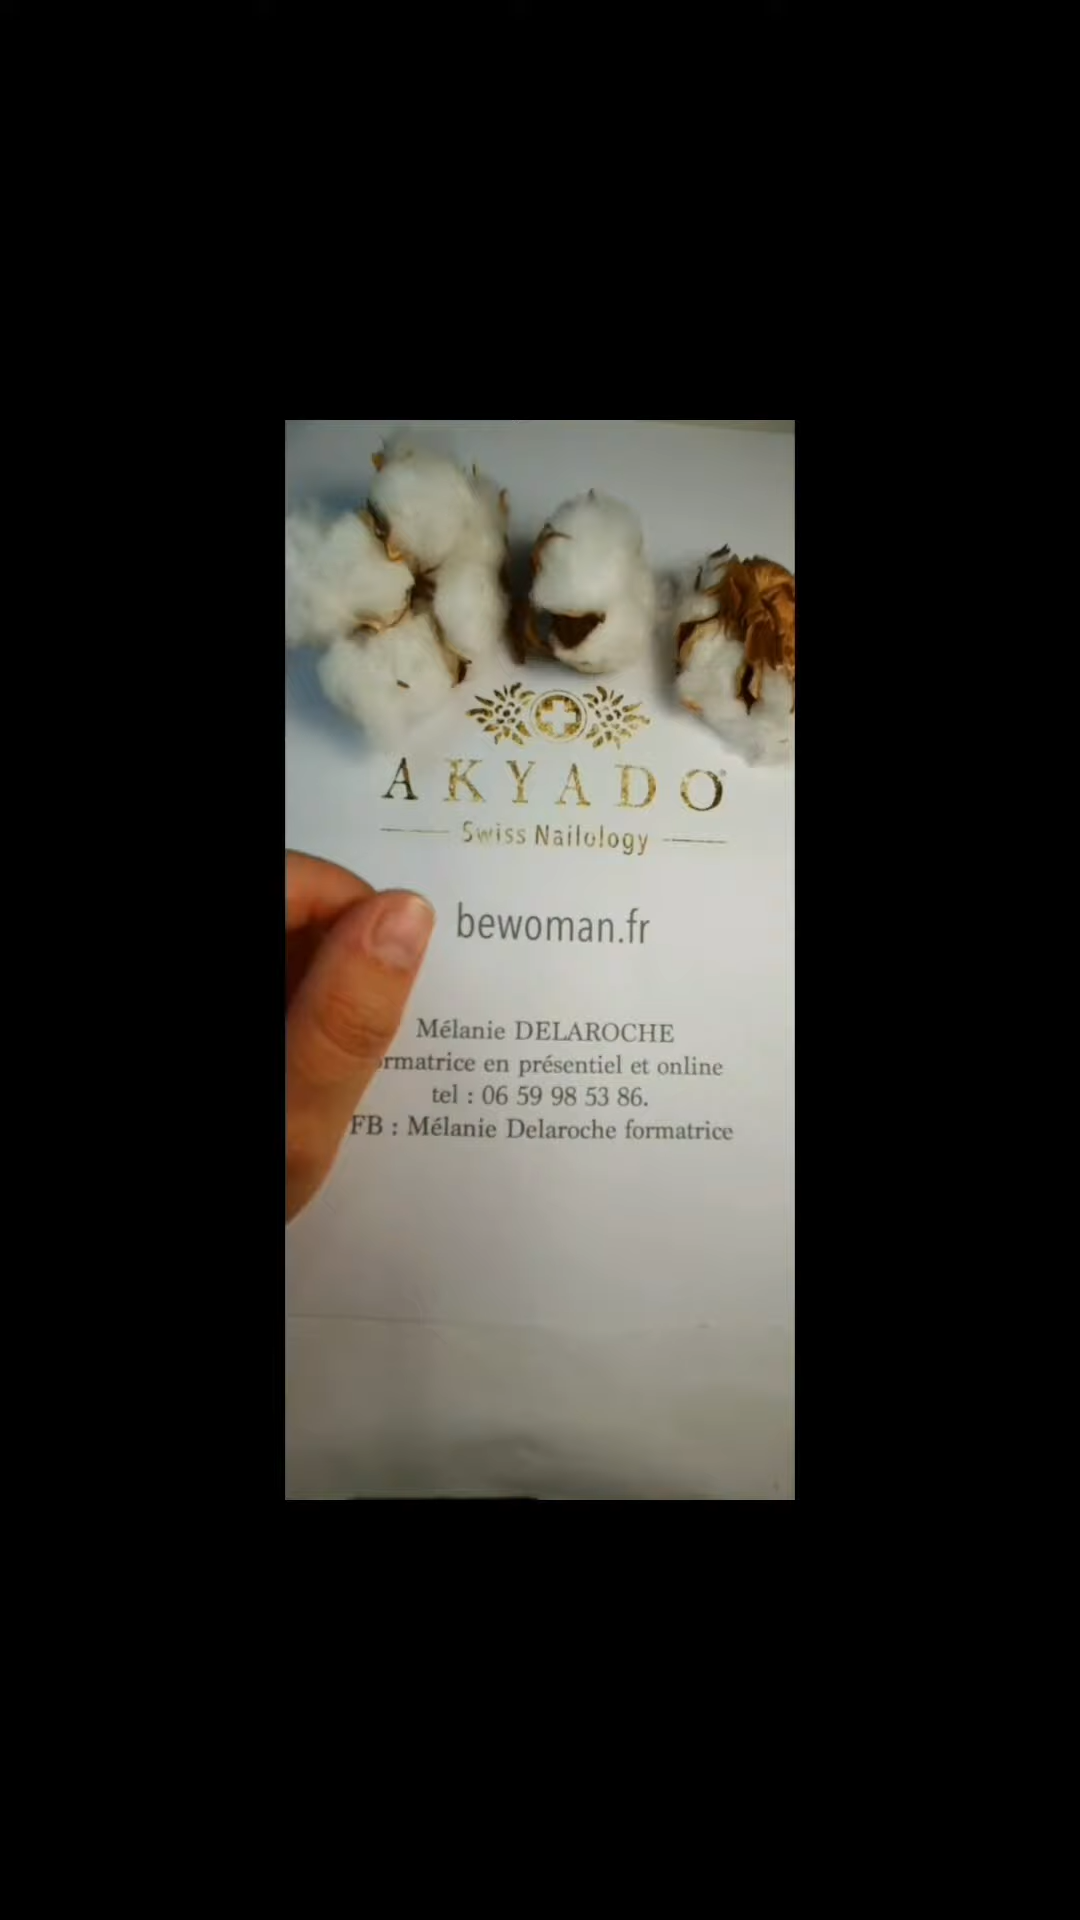 AKYADO®
Swiss Nailology
bewoman.fr
Mélanie DELAROCHE
en présentiel et online
tel : 06 59 98 53 86.
FB : Mélanie Delaroche formatrice